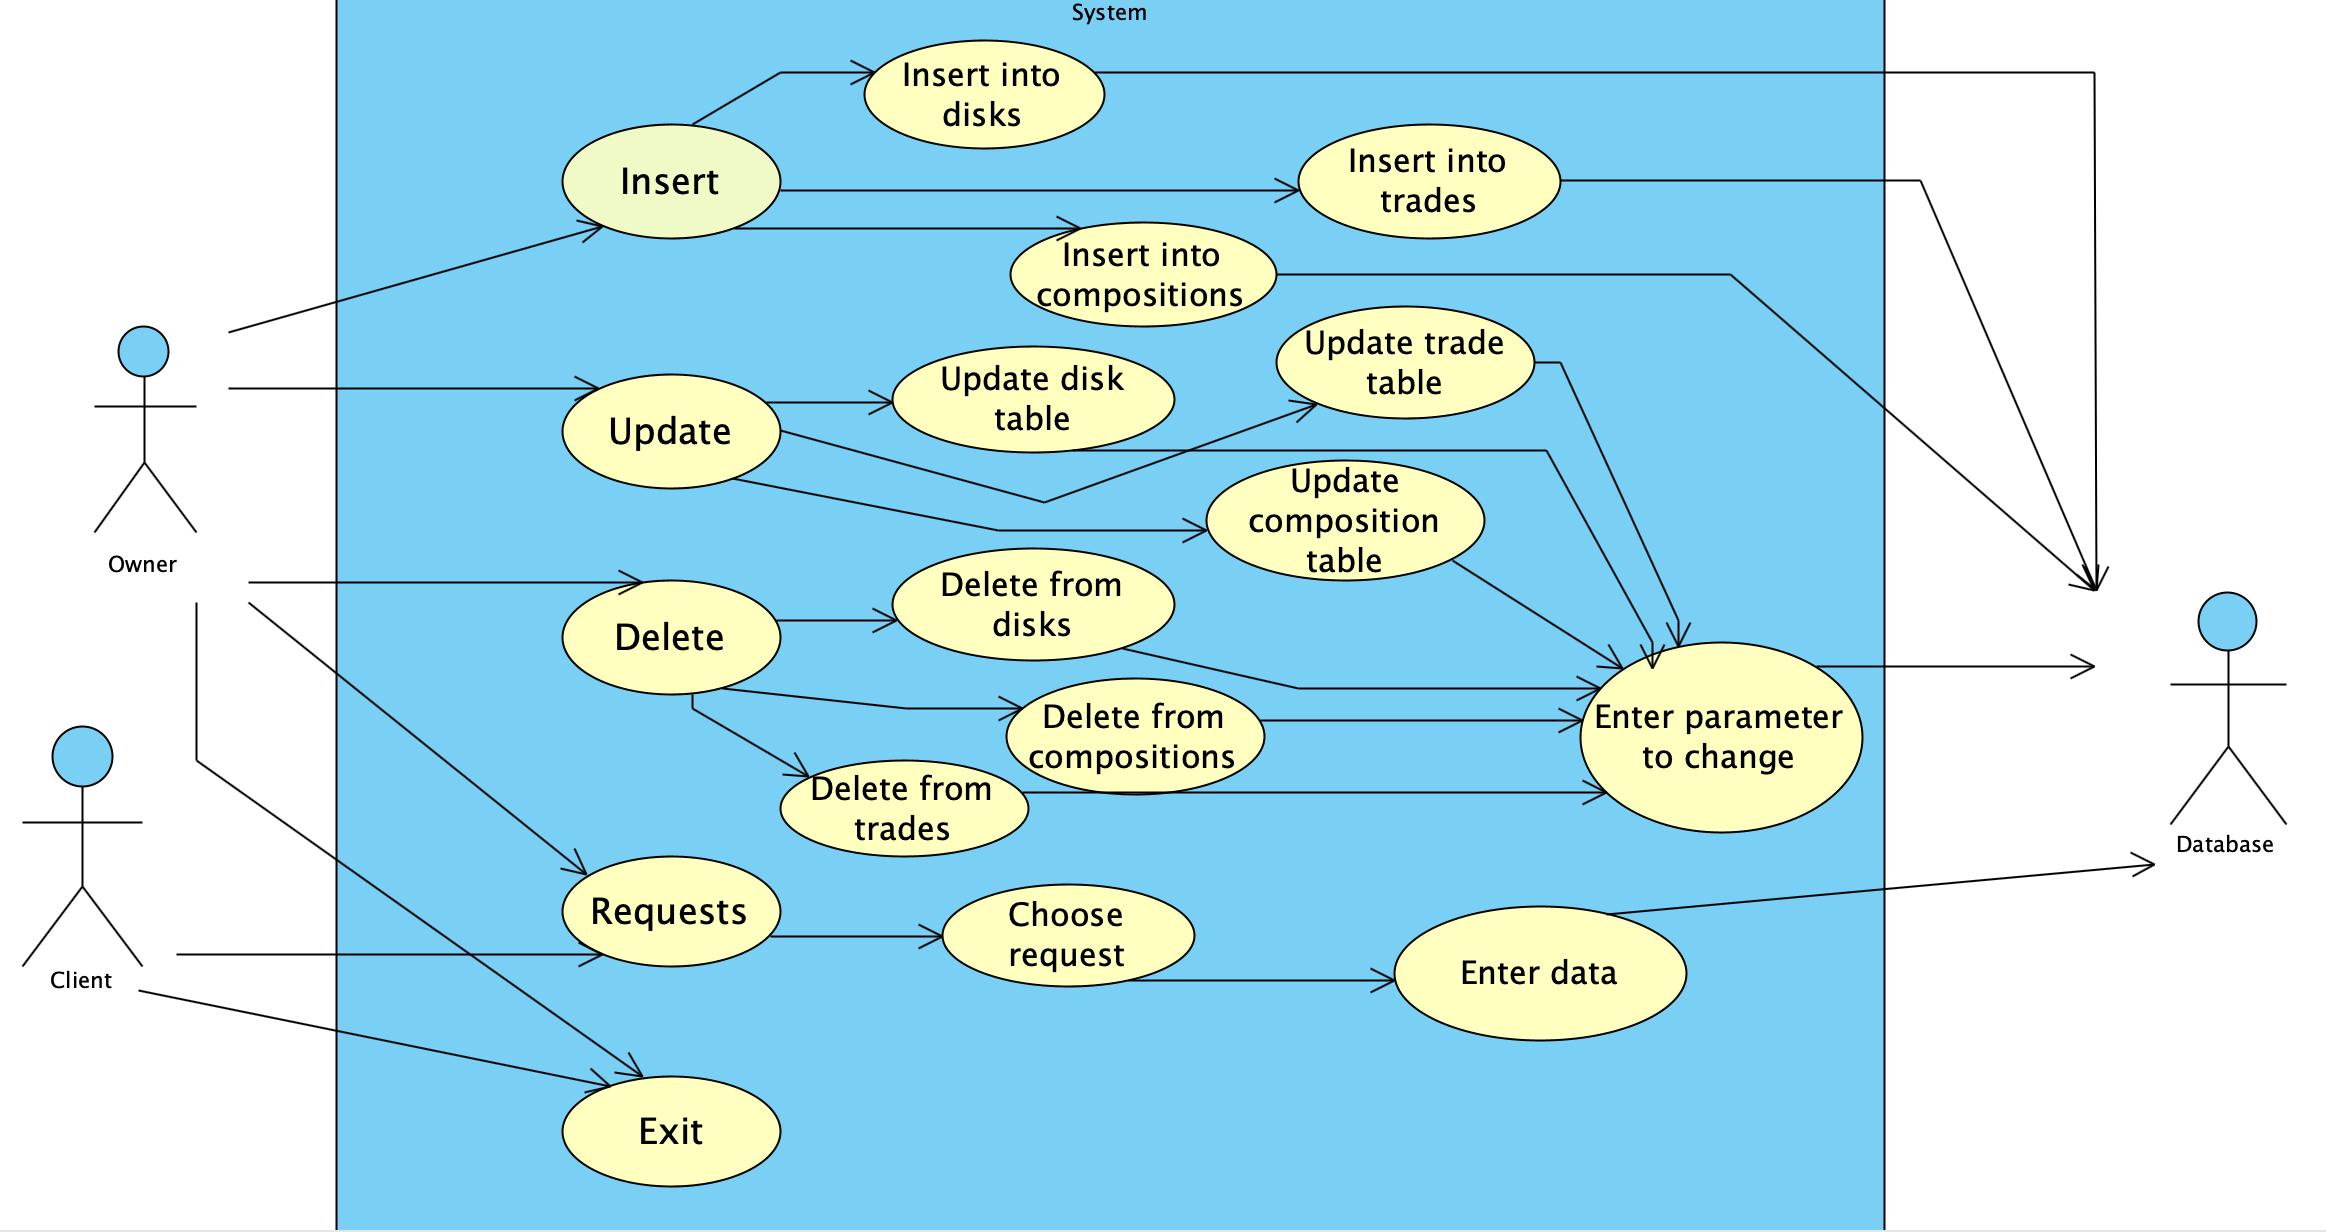 System
Insert into
disks
Insert
Insert into
trades
Insert into
compositions
Update trade
table
Update disk
table
Update
Update
composition
table
Owner
Delete from
disks
Delete
Delete from
compositions
Enter parameter
to change
Delete from
trades
Database
Requests
Choose
request
Enter data
Client
Exit